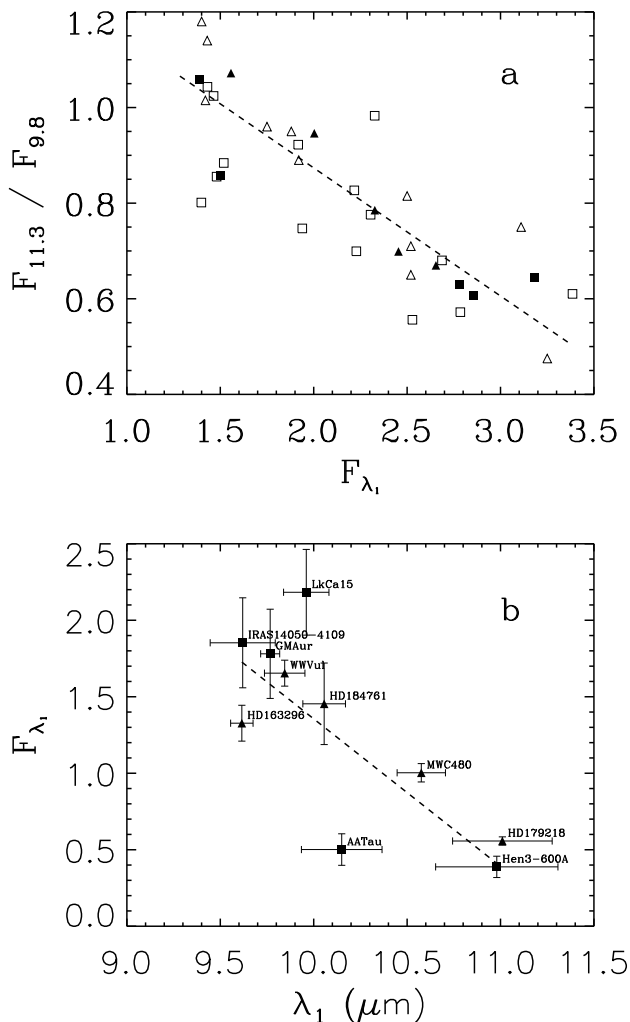 1.2
1.0
0.8
0.6
0.4
F11.3 / F9.8
a
1.0 1.5 2.0 2.5 3.0 3.5
Fλ1
2.5
2.0
1.5
1.0
0.5
0.0
Fλ1
b
LkCa15
IRAS14050-4109
GMAur
WWVul
HD184761
HD163296
MWC480
HD179218
AATau
Hen3-600A
9.0 9.5 10.0 10.5 11.0 11.5
λ1 (μm)